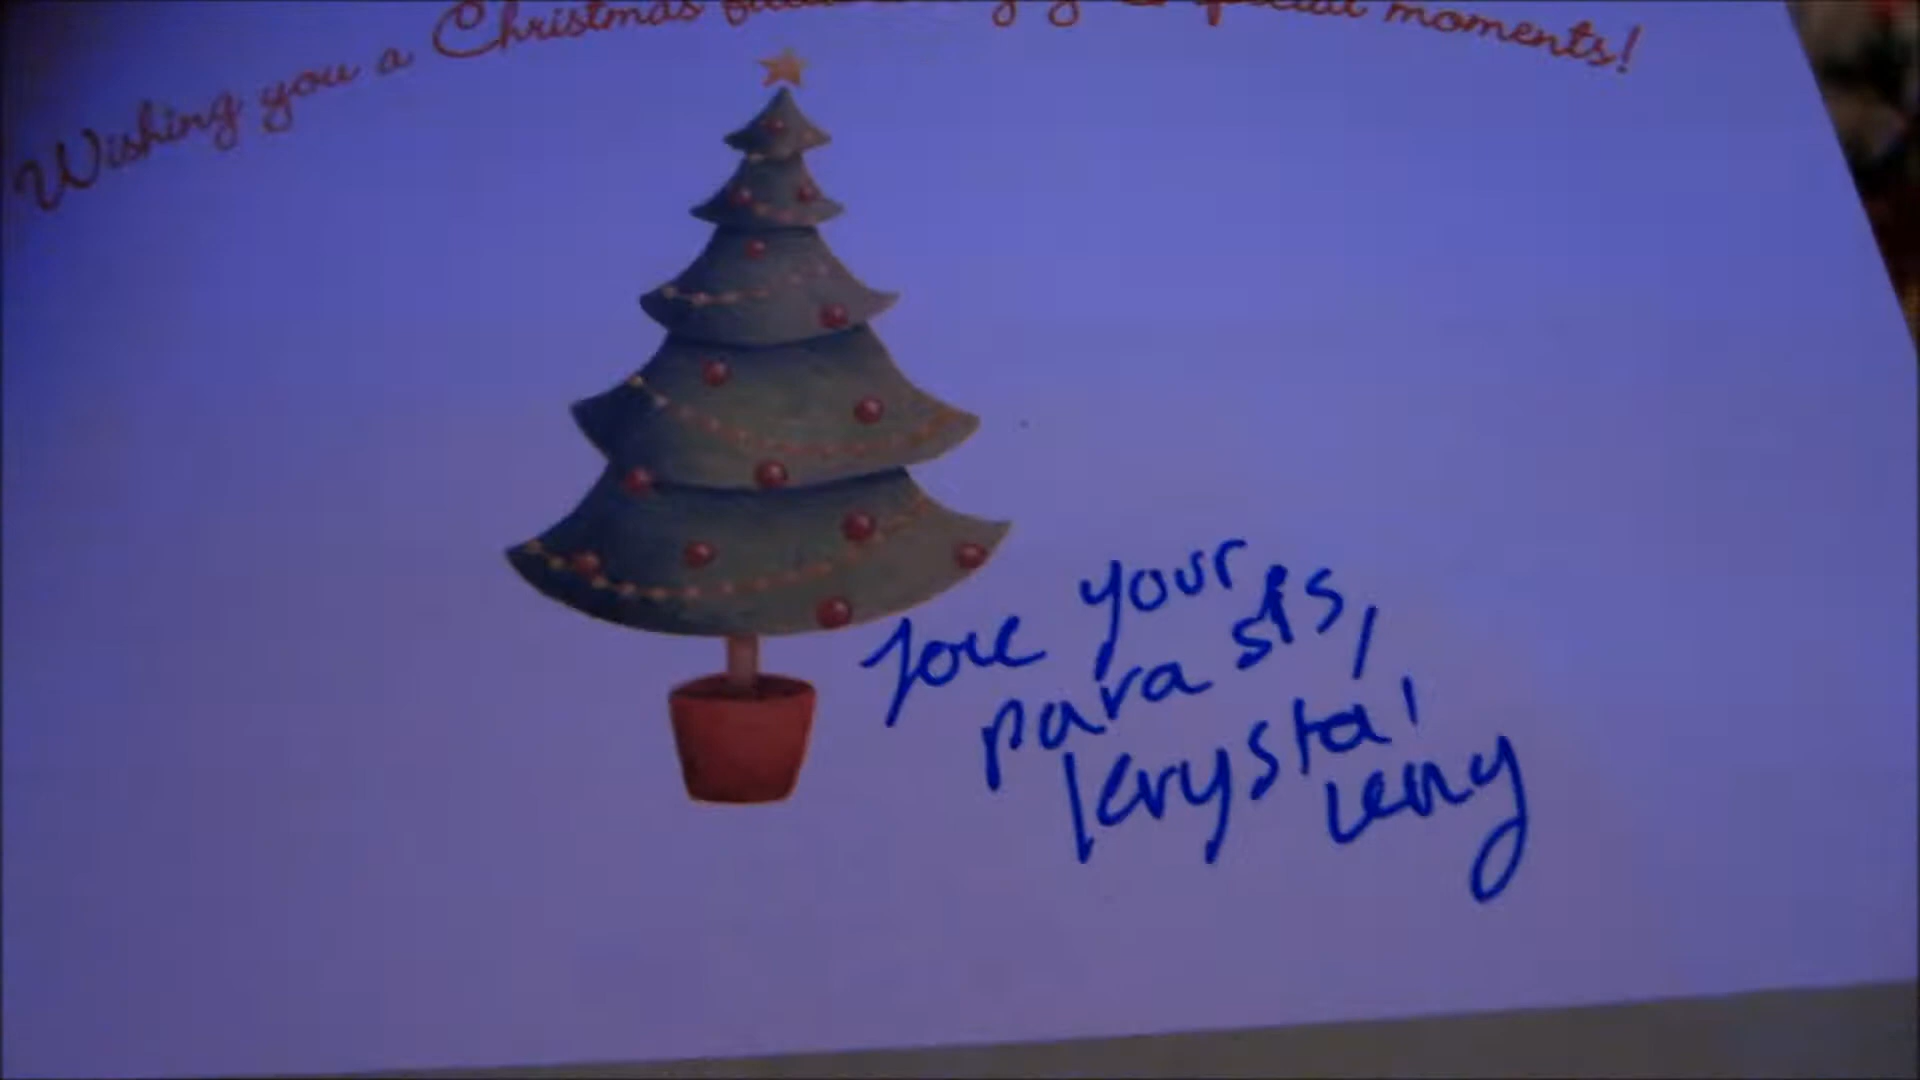 Wishing you a Christmas moments!
Love your
para sis,
Krystal
Leny